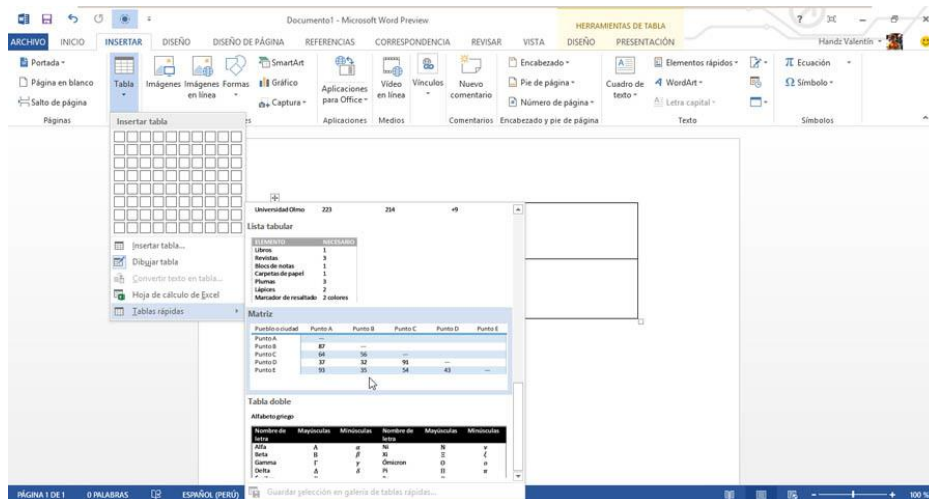 Documento1 - Microsoft Word Preview
HERRAMIENTAS DE TABLA
ARCHIVO INICIO INSERTAR DISEÑO DISEÑO DE PÁGINA REFERENCIAS CORRESPONDENCIA REVISAR VISTA DISEÑO PRESENTACIÓN Handz Valentin
Portada
Página en blanco
Salto de página
Páginas
Tabla
Imágenes
Imágenes en línea
Formas
SmartArt
Gráfico
Captura
Aplicaciones para Office
Aplicaciones
Vídeo en línea
Medios
Vínculos
Nuevo comentario
Comentarios
Encabezado
Pie de página
Número de página
Encabezado y pie de página
Cuadro de texto
Elementos rápidos
WordArt
Letra capital
Texto
π Ecuación
Ω Símbolo
Símbolos
Insertar tabla
Insertar tabla...
Dibujar tabla
Convertir texto en tabla...
Hoja de cálculo de Excel
Tablas rápidas
Universidad Olmo 223 214 +9
Lista tabular
ELEMENTO NECESARIO
Libros 1
Revistas 3
Blocs de notas 1
Carpetas de papel 1
Plumas 3
Lápices 2
Marcador de resaltado 2 colores
Matriz
Pueblo o ciudad Punto A Punto B Punto C Punto D Punto E
Punto A —
Punto B 87 —
Punto C 64 56 —
Punto D 37 32 91 —
Punto E 93 35 54 43 —
Tabla doble
Alfabeto griego
Nombre de letra Mayúsculas Minúsculas Nombre de letra Mayúsculas Minúsculas
Alfa Α α Ni Ν ν
Beta Β β Xi Ξ ξ
Gamma Γ γ Ómicron Ο ο
Delta Δ δ Pi Π π
Guardar selección en galería de tablas rápidas...
PÁGINA 1 DE 1 0 PALABRAS ESPAÑOL (PERÚ) 100 %